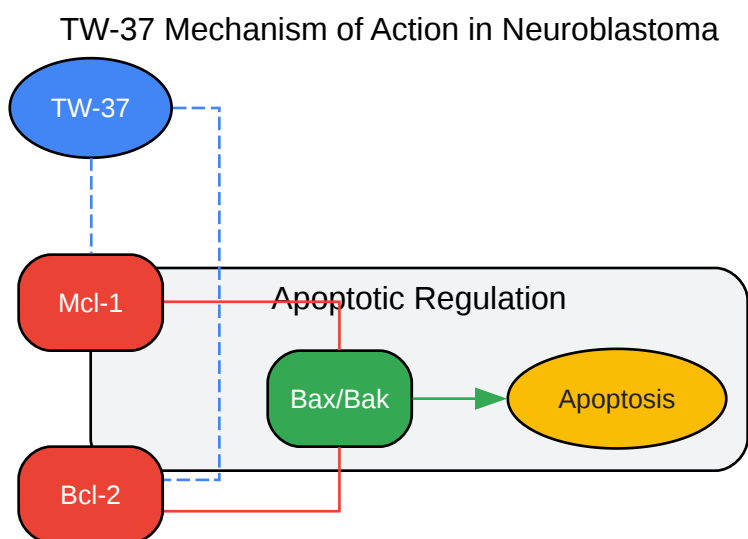 TW-37 Mechanism of Action in Neuroblastoma
TW-37
Mcl-1
Apoptotic Regulation
Bax/Bak
Apoptosis
Bcl-2